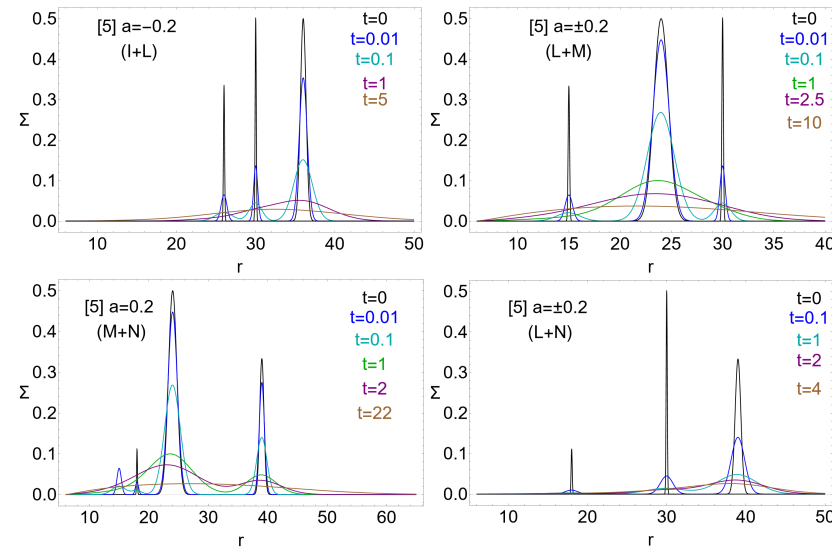 [5] a=−0.2
(I+L)
t=0
t=0.01
t=0.1
t=1
t=5
0.5
0.4
0.3
0.2
0.1
0.0
Σ
10 20 30 40 50
r
[5] a=±0.2
(L+M)
t=0
t=0.01
t=0.1
t=1
t=2.5
t=10
0.5
0.4
0.3
0.2
0.1
0.0
Σ
10 15 20 25 30 35 40
r
[5] a=0.2
(M+N)
t=0
t=0.01
t=0.1
t=1
t=2
t=22
0.5
0.4
0.3
0.2
0.1
0.0
Σ
10 20 30 40 50 60
r
[5] a=±0.2
(L+N)
t=0
t=0.1
t=1
t=2
t=4
0.5
0.4
0.3
0.2
0.1
0.0
Σ
10 20 30 40 50
r